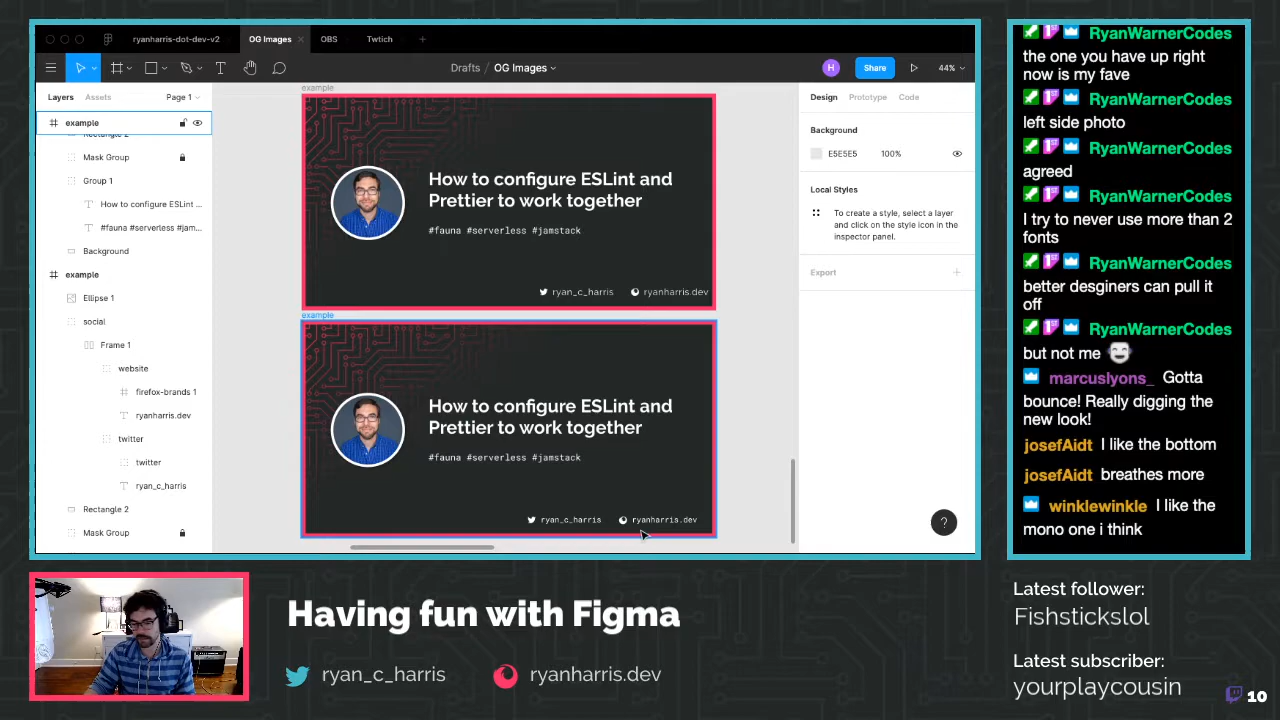 ryanharris-dot-dev-v2
OG Images
OBS
Twtich
Drafts / OG Images
H
Share
44%
Layers
Assets
Page 1
example
Rectangle 2
Mask Group
Group 1
How to configure ESLint ...
#fauna #serverless #jam...
Background
example
Ellipse 1
social
Frame 1
website
firefox-brands 1
ryanharris.dev
twitter
twitter
ryan_c_harris
Rectangle 2
Mask Group
example
How to configure ESLint and
Prettier to work together
#fauna #serverless #jamstack
ryan_c_harris
ryanharris.dev
example
How to configure ESLint and
Prettier to work together
#fauna #serverless #jamstack
ryan_c_harris
ryanharris.dev
Design
Prototype
Code
Background
E5E5E5
100%
Local Styles
To create a style, select a layer
and click on the style icon in the
inspector panel.
Export
?
RyanWarnerCodes
the one you have up right
now is my fave
RyanWarnerCodes
left side photo
RyanWarnerCodes
agreed
RyanWarnerCodes
I try to never use more than 2
fonts
RyanWarnerCodes
better desginers can pull it
off
RyanWarnerCodes
but not me
marcuslyons_ Gotta
bounce! Really digging the
new look!
josefAidt I like the bottom
josefAidt breathes more
winklewinkle I like the
mono one i think
Having fun with Figma
ryan_c_harris
ryanharris.dev
Latest follower:
Fishstickslol
Latest subscriber:
yourplaycousin
10